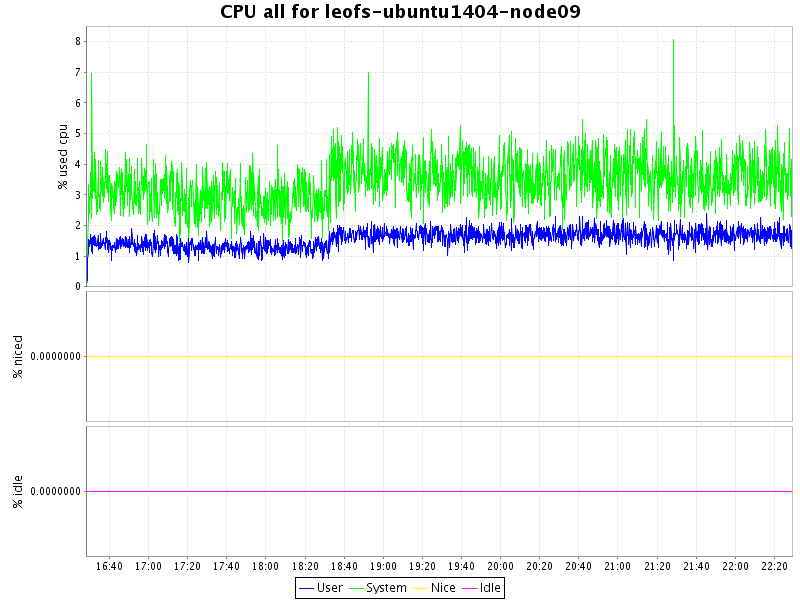 CPU all for leofs-ubuntu1404-node09
% used cpu
8
7
6
5
4
3
2
1
0
% niced
0.0000000
% idle
0.0000000
16:40 17:00 17:20 17:40 18:00 18:20 18:40 19:00 19:20 19:40 20:00 20:20 20:40 21:00 21:20 21:40 22:00 22:20
User System Nice Idle